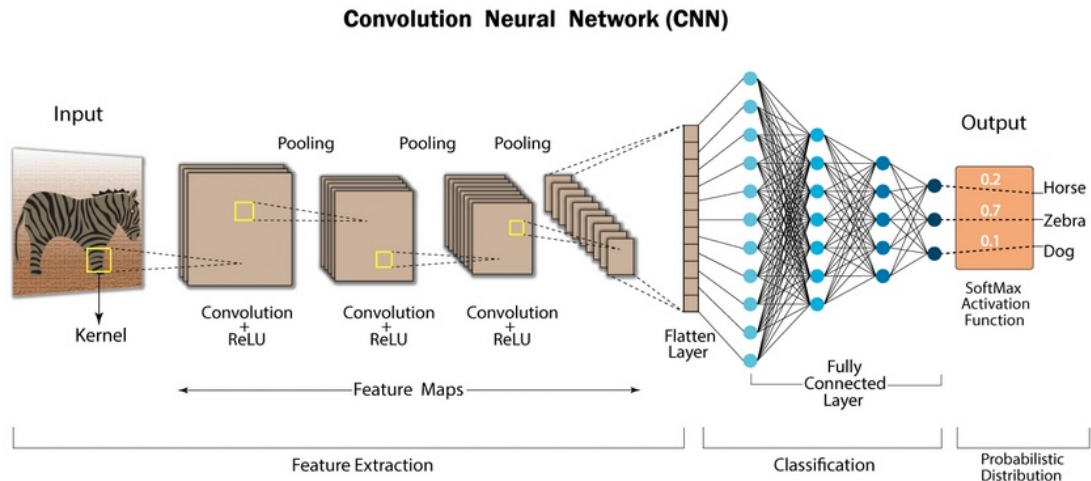 Convolution Neural Network (CNN)
Input
Output
Pooling
Pooling
Pooling
Kernel
Convolution
+
ReLU
Convolution
+
ReLU
Convolution
+
ReLU
Flatten
Layer
0.2
Horse
0.7
Zebra
0.1
Dog
SoftMax
Activation
Function
Feature Maps
Fully
Connected
Layer
Feature Extraction
Classification
Probabilistic
Distribution